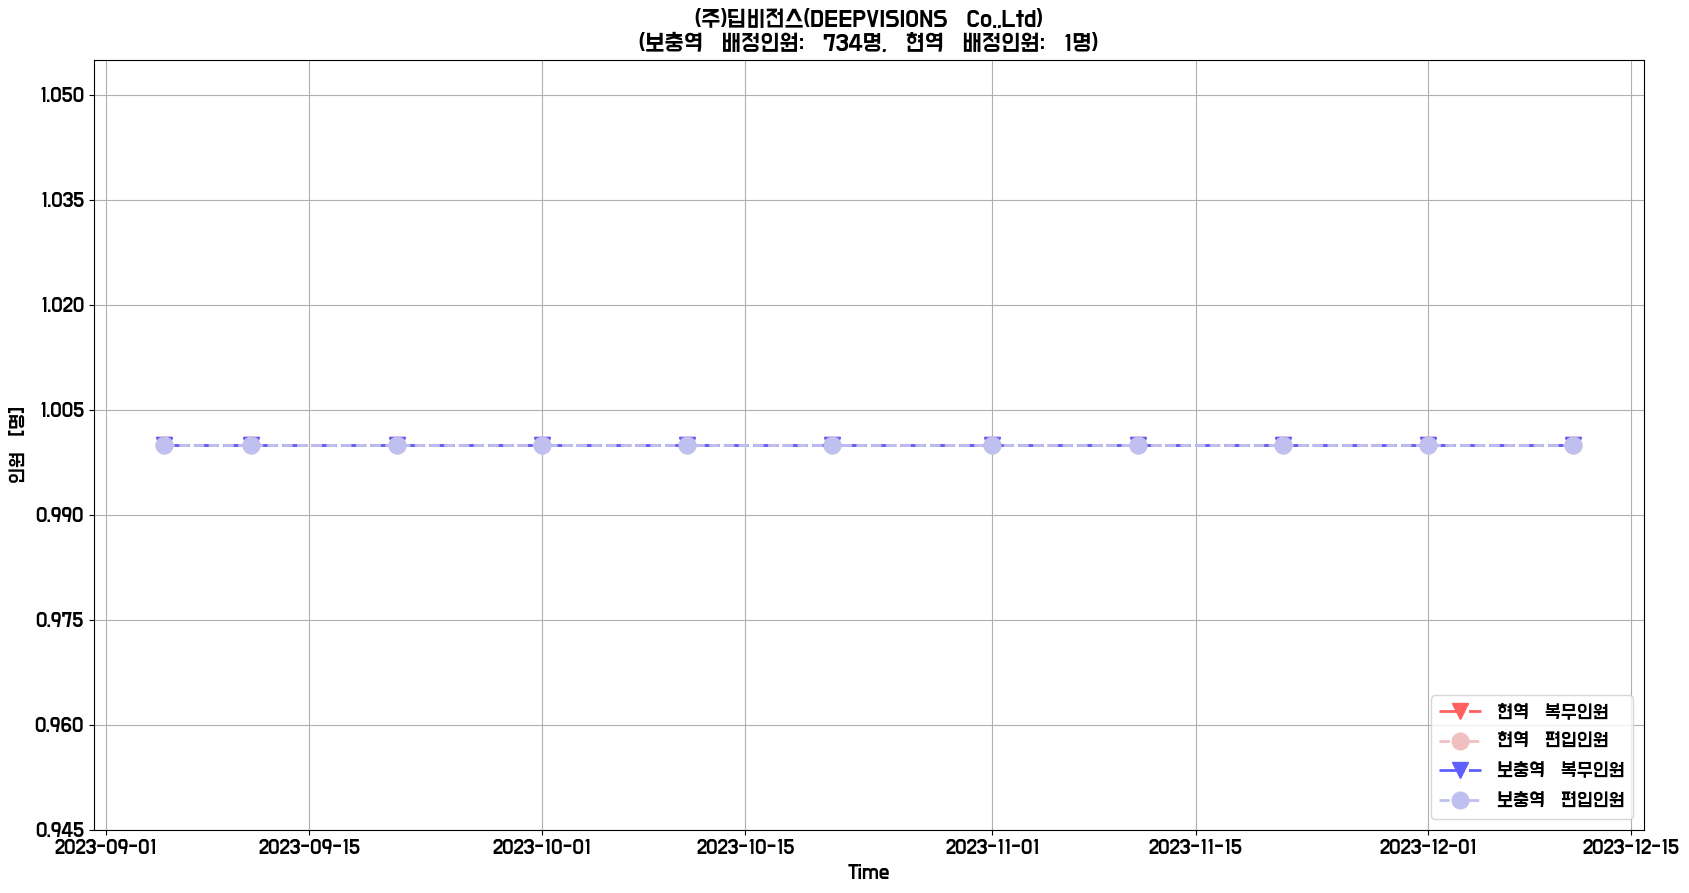 (주)딥비전스(DEEPVISIONS Co.,Ltd)
(보충역 배정인원: 734명, 현역 배정인원: 1명)
1.050
1.035
1.020
1.005
0.990
0.975
0.960
0.945
인원 [명]
현역 복무인원
현역 편입인원
보충역 복무인원
보충역 편입인원
2023-09-01 2023-09-15 2023-10-01 2023-10-15 2023-11-01 2023-11-15 2023-12-01 2023-12-15
Time